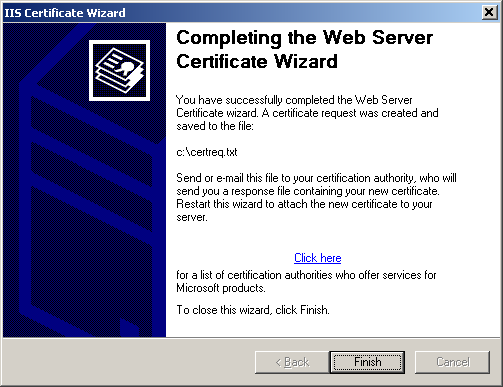 IIS Certificate Wizard
Completing the Web Server
Certificate Wizard
You have successfully completed the Web Server
Certificate wizard. A certificate request was created and
saved to the file:
c:\certreq.txt
Send or e-mail this file to your certification authority, who will
send you a response file containing your new certificate.
Restart this wizard to attach the new certificate to your
server.
Click here
for a list of certification authorities who offer services for
Microsoft products.
To close this wizard, click Finish.
< Back
Finish
Cancel